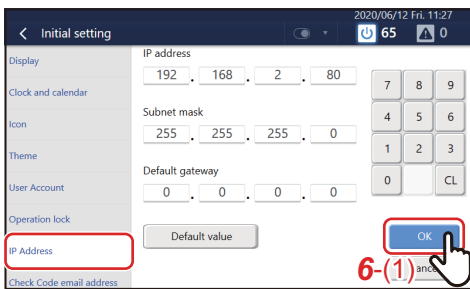 2020/06/12 Fri. 11:27
Initial setting
65
0
Display
Clock and calendar
Icon
Theme
User Account
Operation lock
IP Address
Check Code email address
IP address
192 . 168 . 2 . 80
Subnet mask
255 . 255 . 255 . 0
Default gateway
0 . 0 . 0 . 0
Default value
7 8 9
4 5 6
1 2 3
0 CL
OK
6-(1)